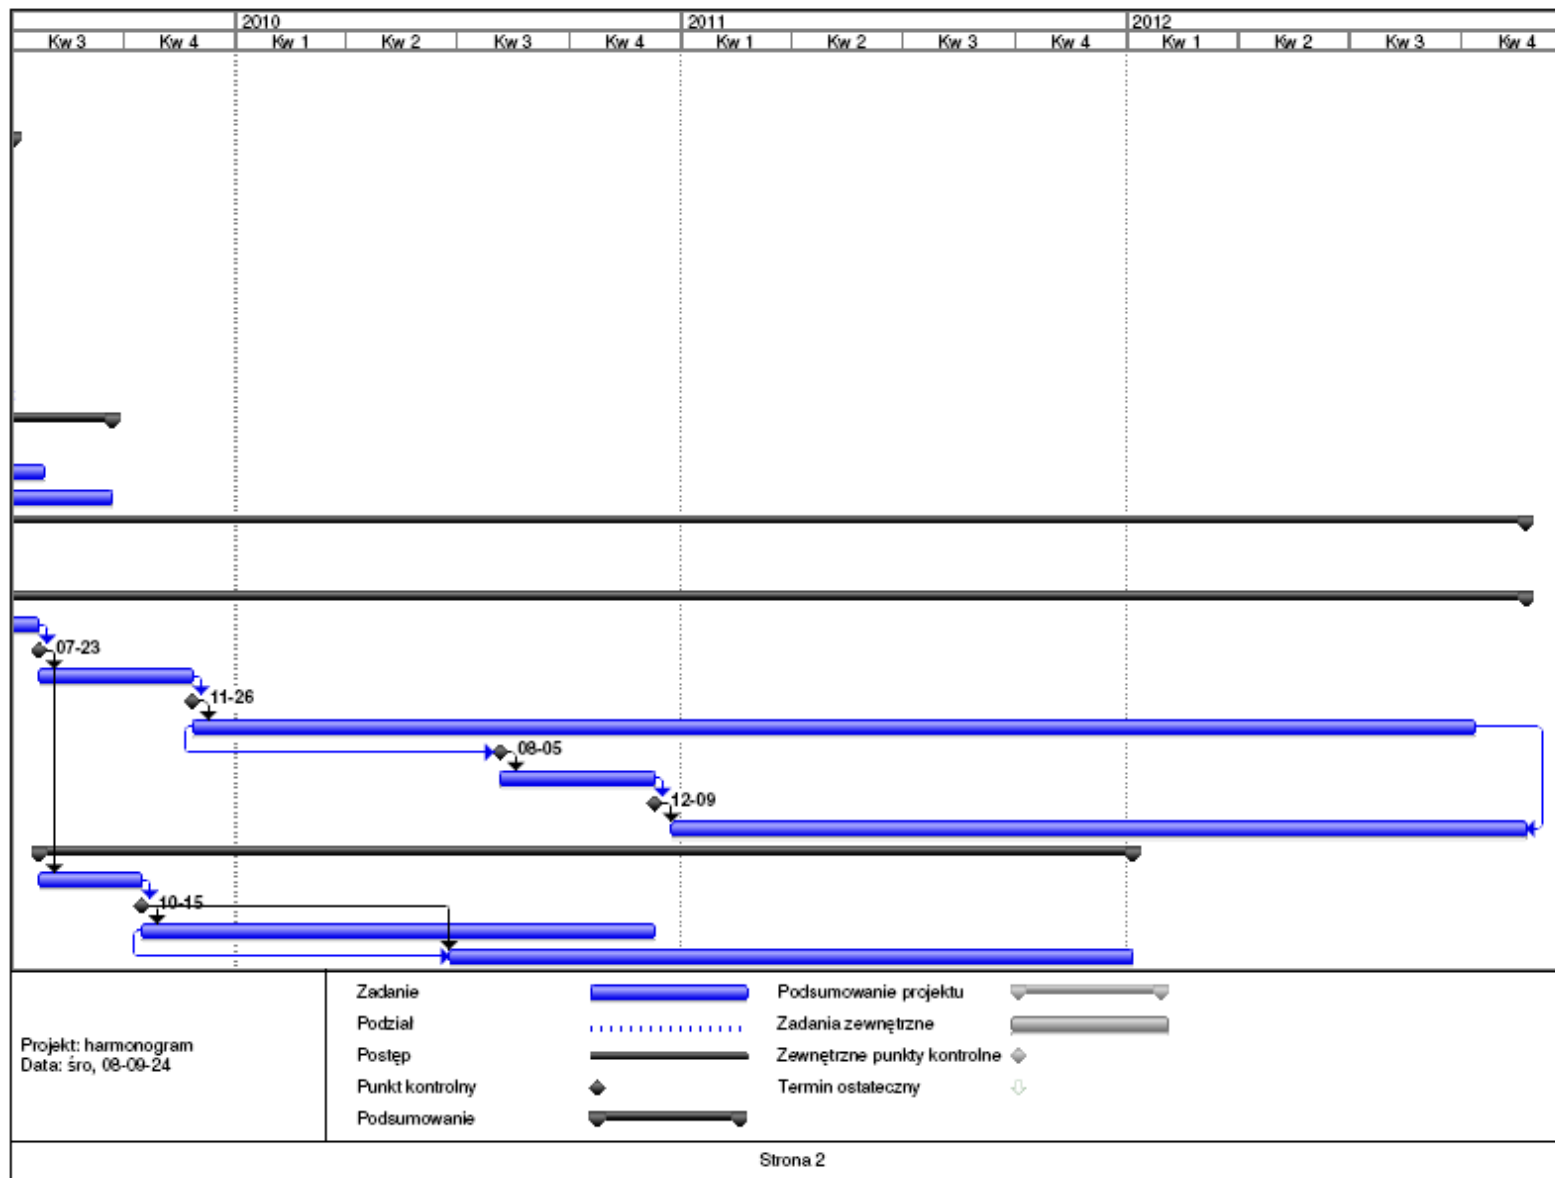 2010 2011 2012
Kw 3 Kw 4 Kw 1 Kw 2 Kw 3 Kw 4 Kw 1 Kw 2 Kw 3 Kw 4 Kw 1 Kw 2 Kw 3 Kw 4
07-23
11-26
08-05
12-09
10-15
Projekt: harmonogram
Data: śro, 08-09-24
Zadanie
Podział
Postęp
Punkt kontrolny
Podsumowanie
Podsumowanie projektu
Zadania zewnętrzne
Zewnętrzne punkty kontrolne
Termin ostateczny
Strona 2